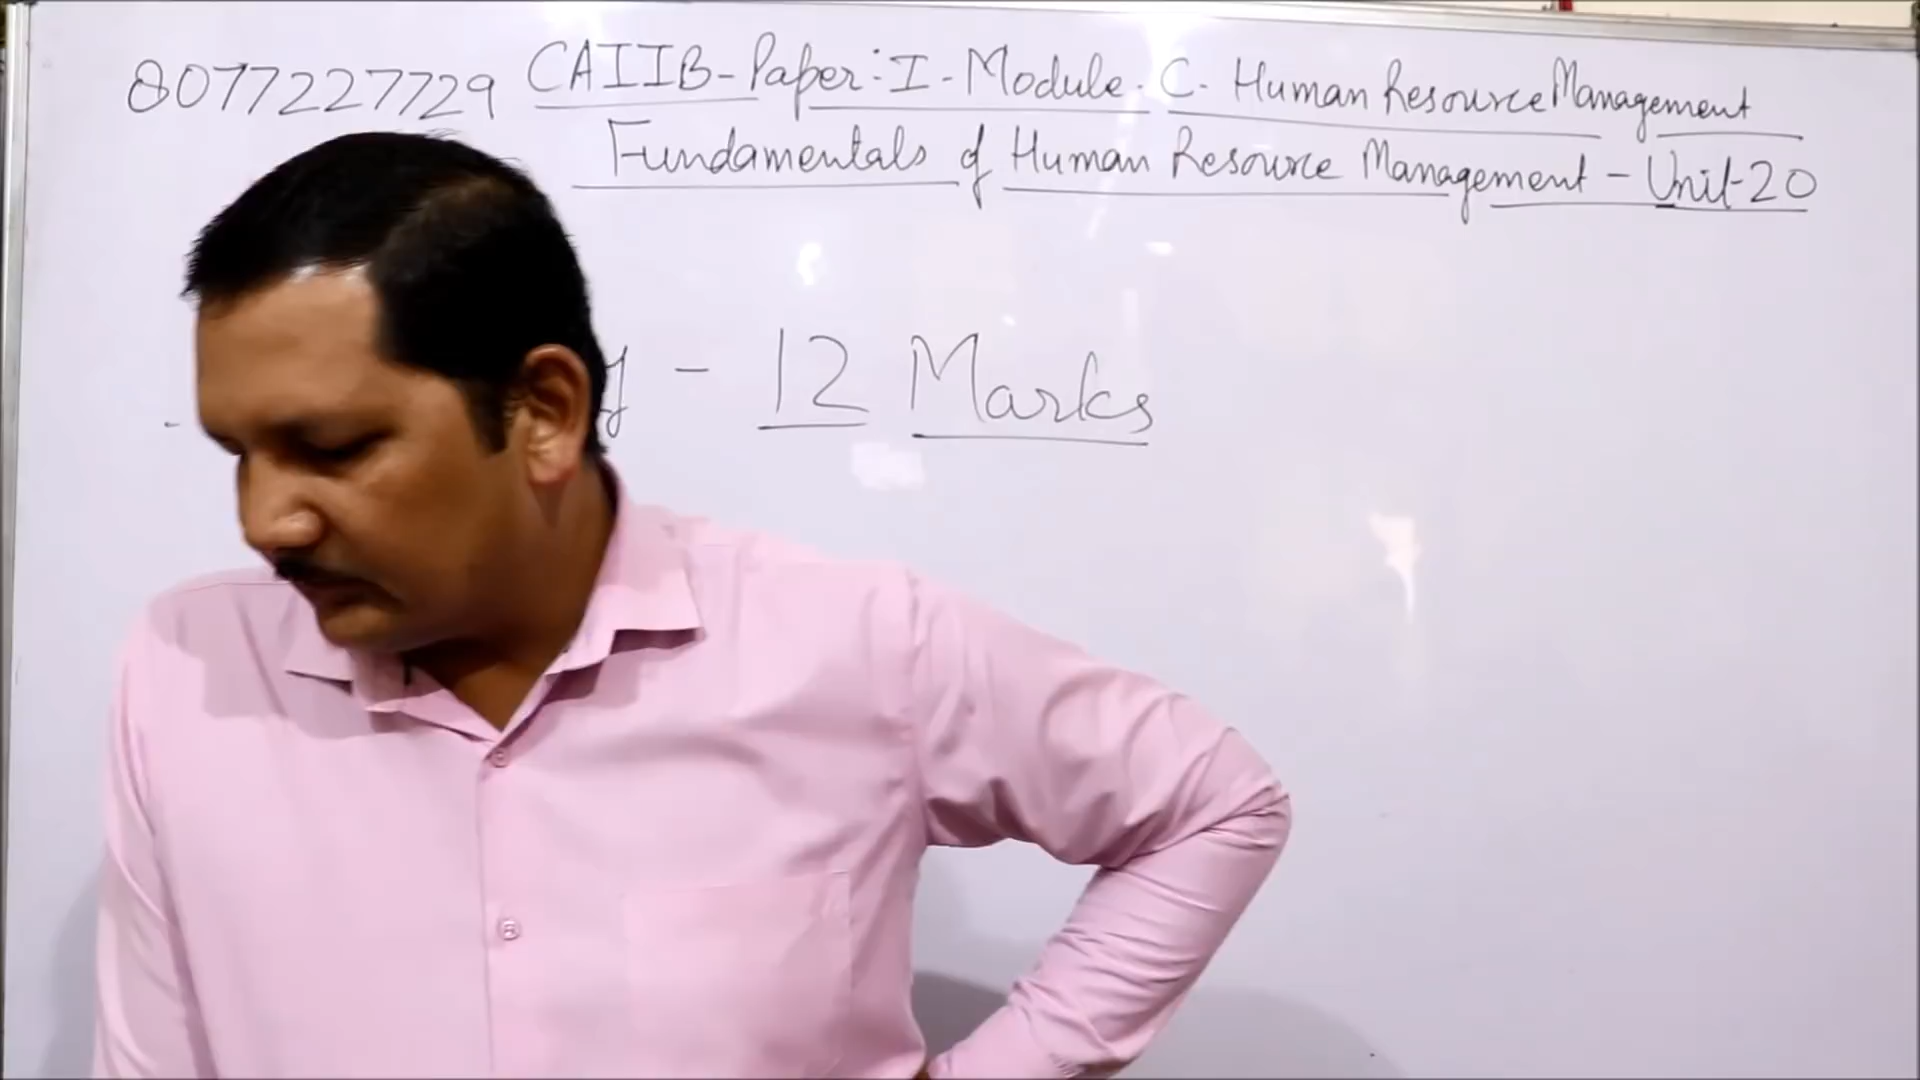 8077227729 CAIIB-Paper:I-Module-C-Human Resource Management
Fundamentals of Human Resource Management - Unit-20
- 12 Marks